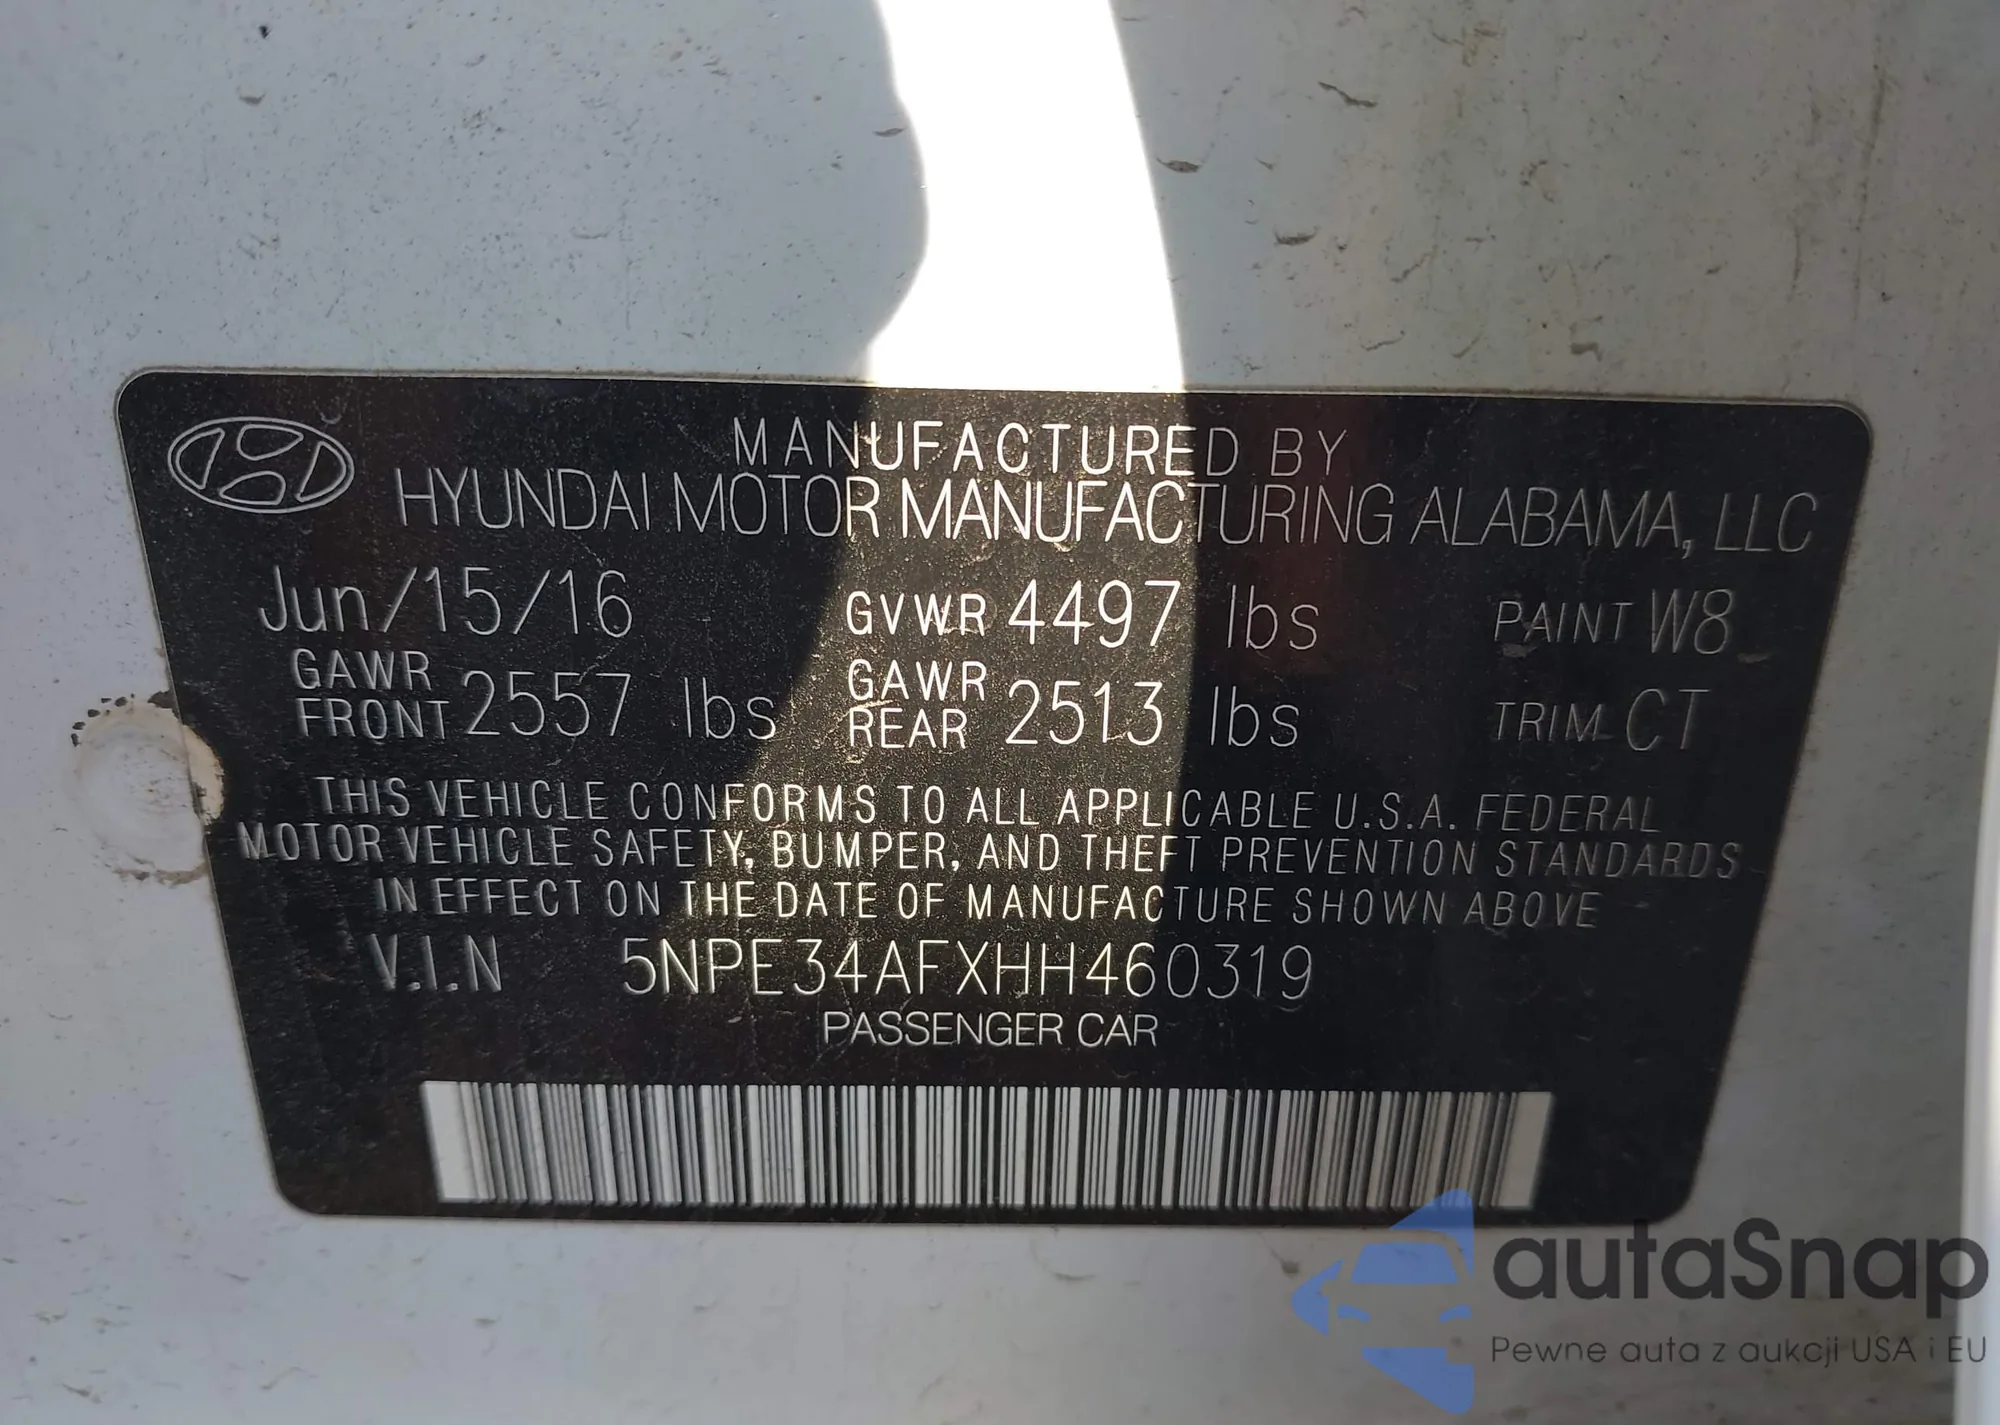 MANUFACTURED BY
HYUNDAI MOTOR MANUFACTURING ALABAMA, LLC
Jun/15/16 GVWR 4497 lbs PAINT W8
GAWR FRONT 2557 lbs GAWR REAR 2513 lbs TRIM CT
THIS VEHICLE CONFORMS TO ALL APPLICABLE U.S.A. FEDERAL
MOTOR VEHICLE SAFETY, BUMPER, AND THEFT PREVENTION STANDARDS
IN EFFECT ON THE DATE OF MANUFACTURE SHOWN ABOVE
V.I.N 5NPE34AFXHH460319
PASSENGER CAR
autaSnap
Pewne auta z aukcji USA i EU